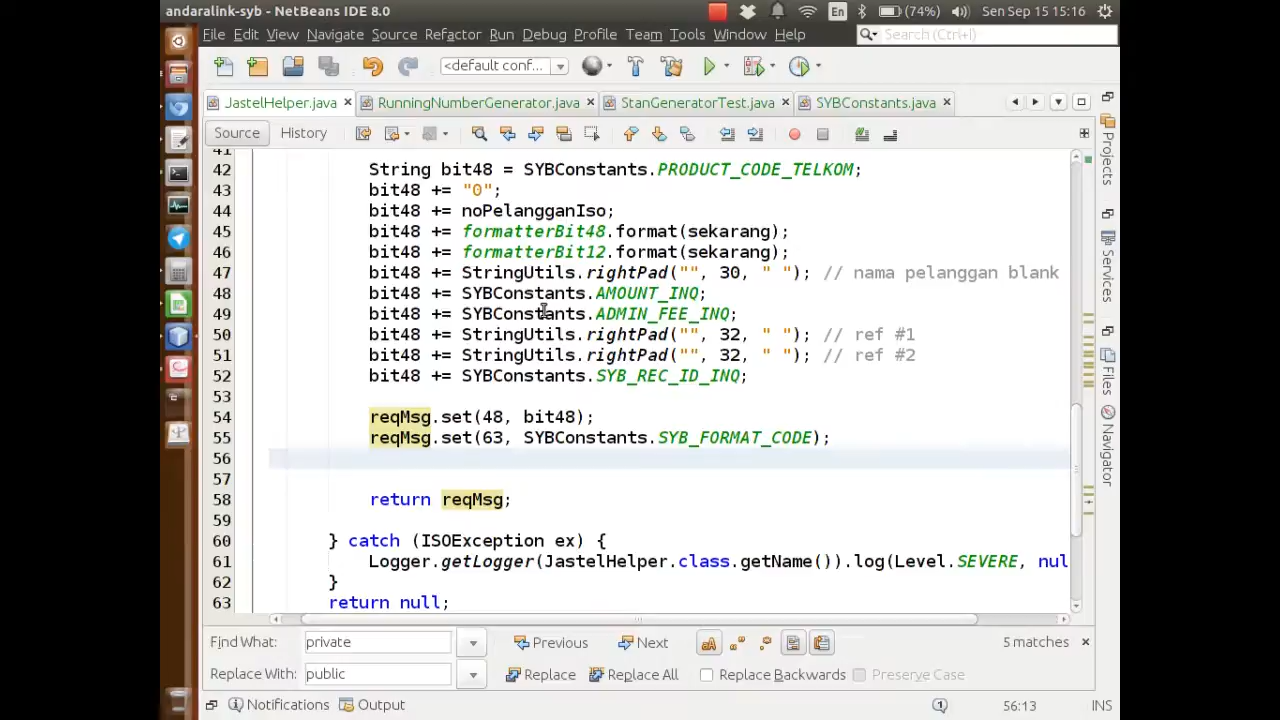 andaralink-syb - NetBeans IDE 8.0
En (74%) Sen Sep 15 15:16
File Edit View Navigate Source Refactor Run Debug Profile Team Tools Window Help
Search (Ctrl+I)
<default conf...
JastelHelper.java RunningNumberGenerator.java StanGeneratorTest.java SYBConstants.java
Source History
41
42 String bit48 = SYBConstants.PRODUCT_CODE_TELKOM;
43 bit48 += "0";
44 bit48 += noPelangganIso;
45 bit48 += formatterBit48.format(sekarang);
46 bit48 += formatterBit12.format(sekarang);
47 bit48 += StringUtils.rightPad("", 30, " "); // nama pelanggan blank
48 bit48 += SYBConstants.AMOUNT_INQ;
49 bit48 += SYBConstants.ADMIN_FEE_INQ;
50 bit48 += StringUtils.rightPad("", 32, " "); // ref #1
51 bit48 += StringUtils.rightPad("", 32, " "); // ref #2
52 bit48 += SYBConstants.SYB_REC_ID_INQ;
53
54 reqMsg.set(48, bit48);
55 reqMsg.set(63, SYBConstants.SYB_FORMAT_CODE);
56
57
58 return reqMsg;
59
60 } catch (ISOException ex) {
61 Logger.getLogger(JastelHelper.class.getName()).log(Level.SEVERE, nul
62 }
63 return null;
Projects
Services
Files
Navigator
Find What: private Previous Next 5 matches
Replace With: public Replace Replace All Replace Backwards Preserve Case
Notifications Output 1 56:13 INS